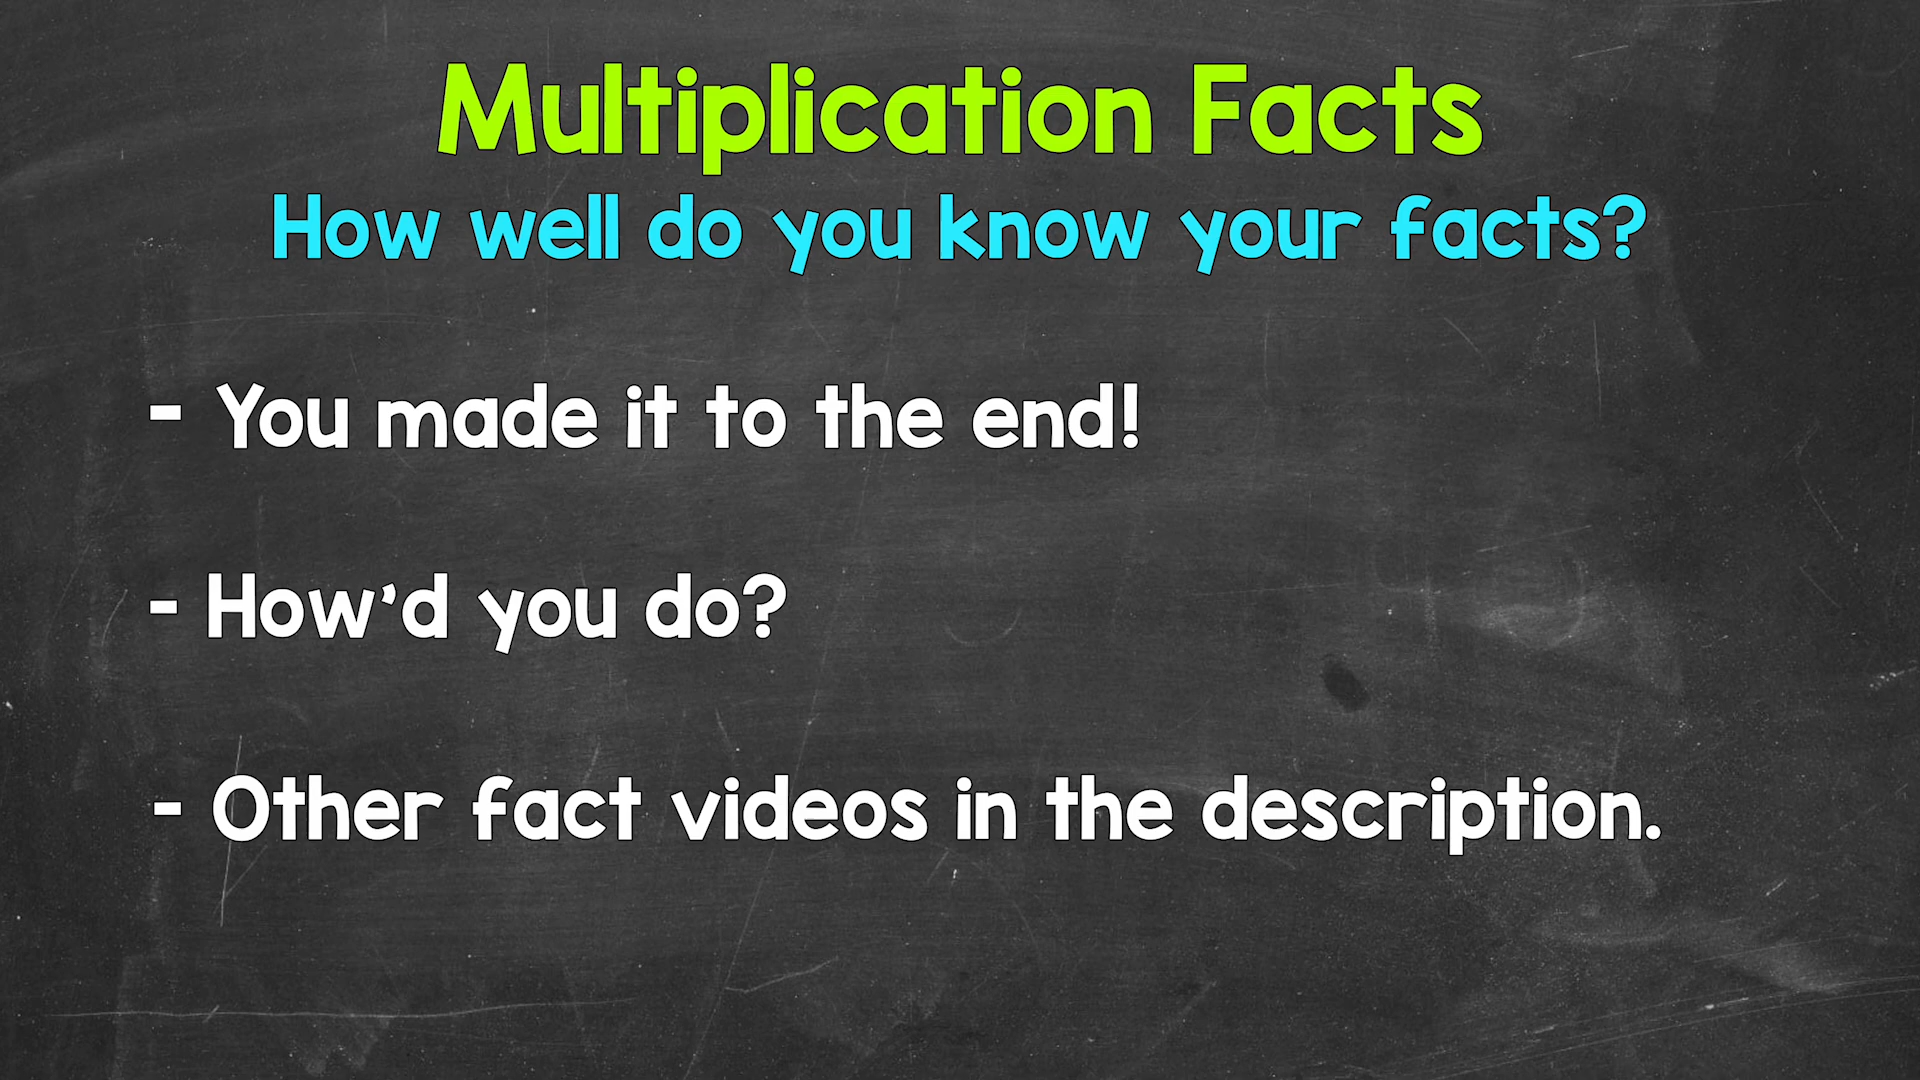 Multiplication Facts
How well do you know your facts?
- You made it to the end!
- How'd you do?
- Other fact videos in the description.